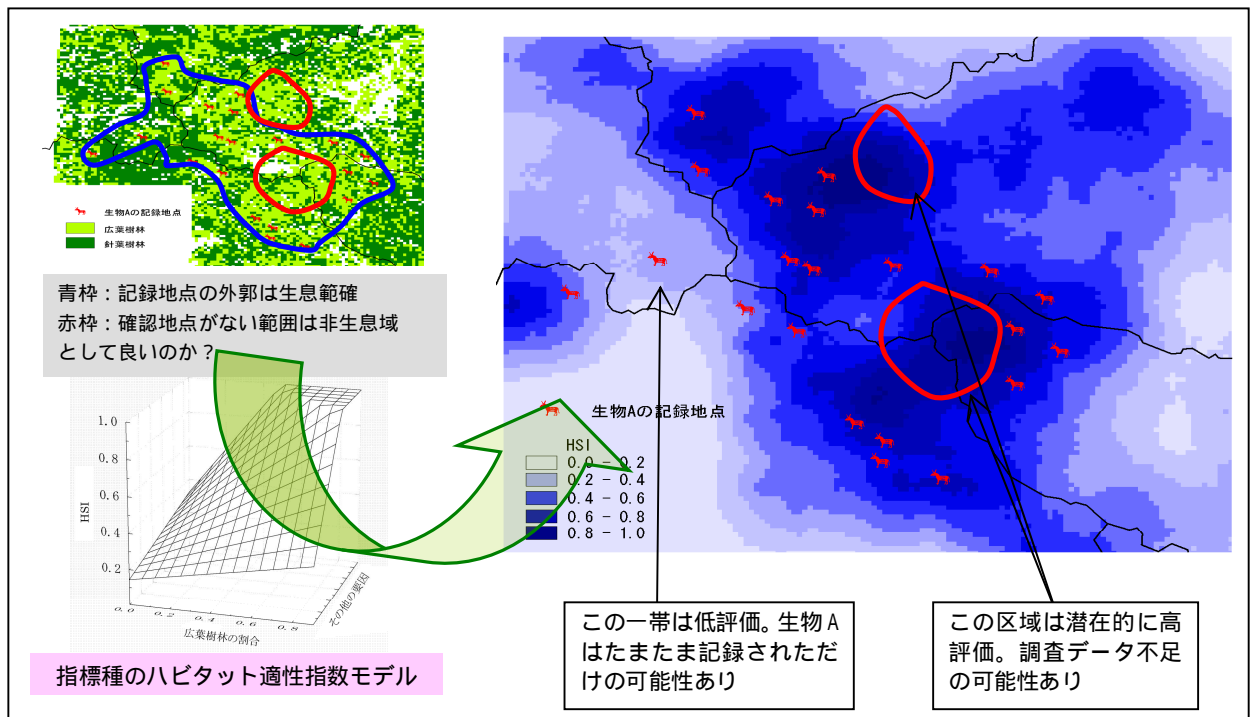 生物Aの記録地点
広葉樹林
針葉樹林
青枠：記録地点の外郭は生息範確
赤枠：確認地点がない範囲は非生息域
として良いのか？
1.0
0.8
0.6
0.4
0.2
HSI
0.0
0.2
0.4
0.6
0.8
広葉樹林の割合
その他の要因
指標種のハビタット適性指数モデル
生物Aの記録地点
HSI
0.0 - 0.2
0.2 - 0.4
0.4 - 0.6
0.6 - 0.8
0.8 - 1.0
この一帯は低評価。生物A
はたまたま記録されただ
けの可能性あり
この区域は潜在的に高
評価。調査データ不足
の可能性あり